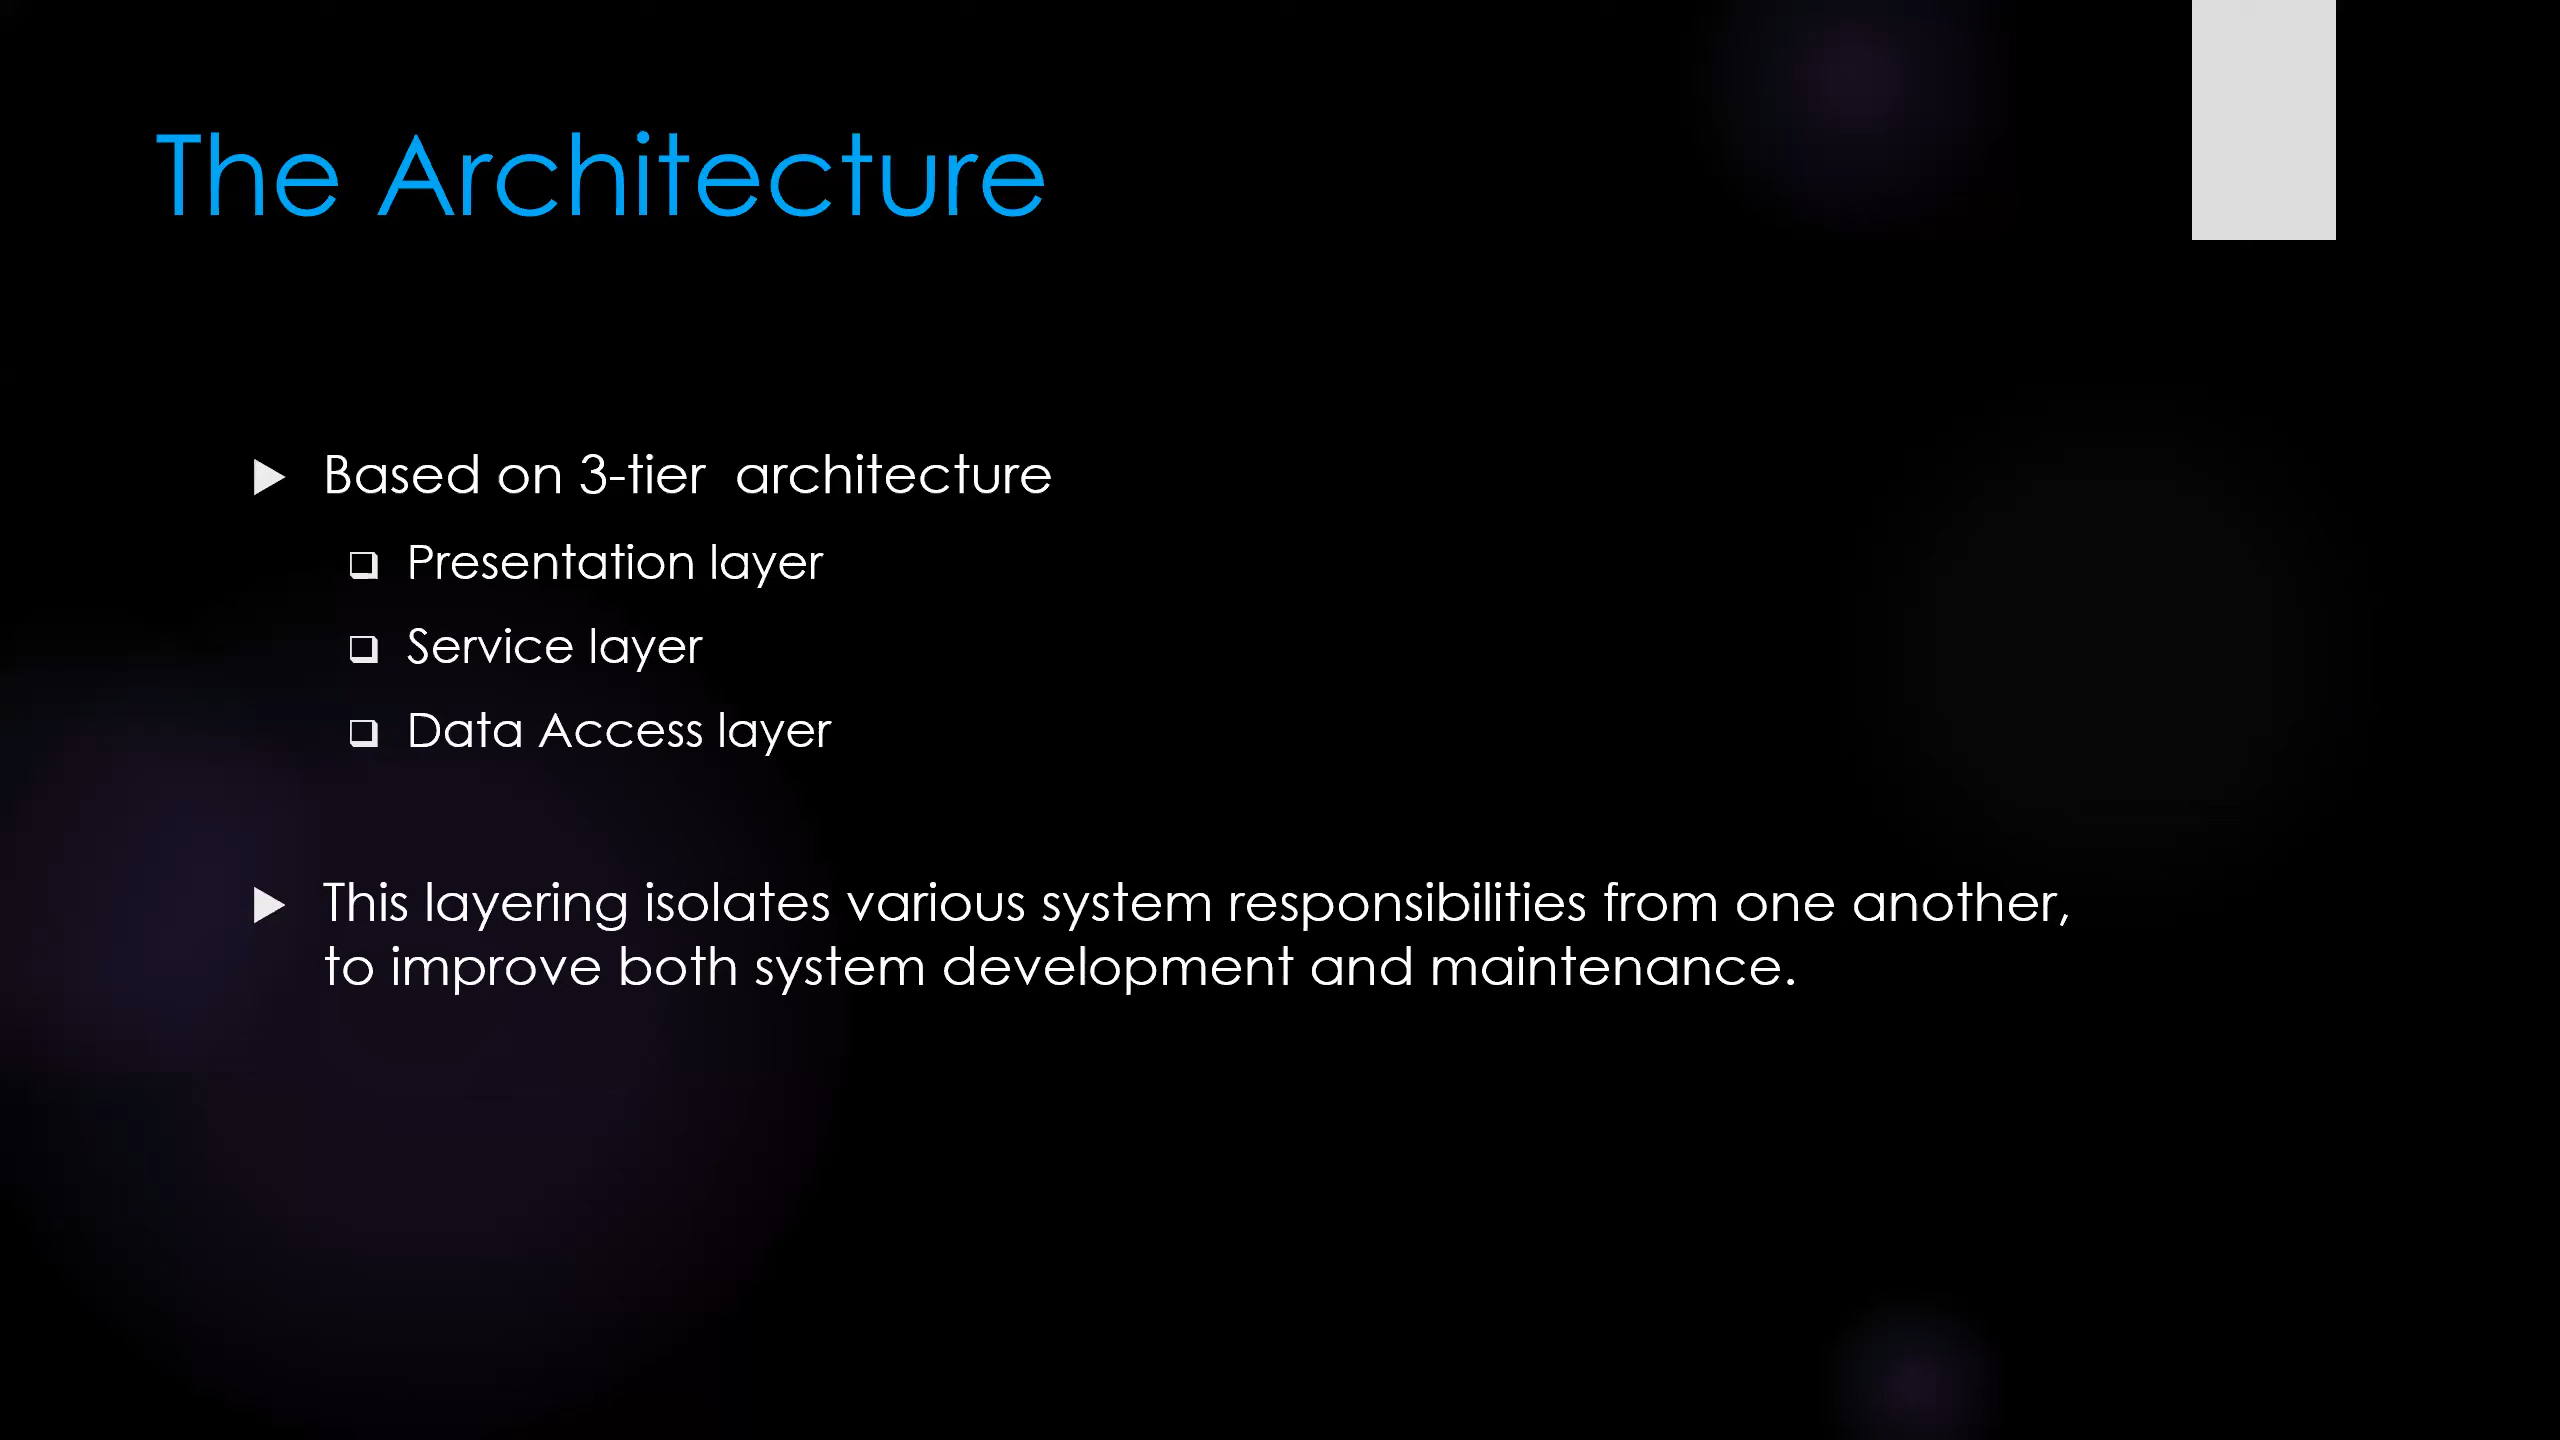 The Architecture
Based on 3-tier  architecture
Presentation layer
Service layer
Data Access layer
This layering isolates various system responsibilities from one another,
to improve both system development and maintenance.